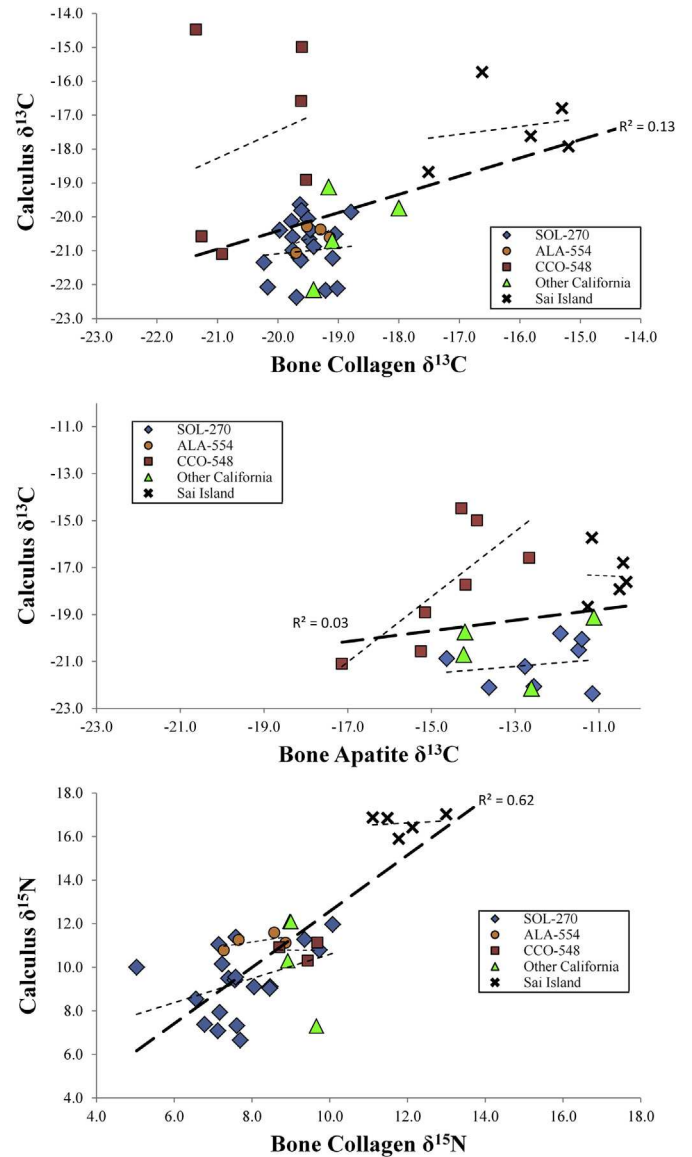 -14.0
-15.0
-16.0
-17.0
-18.0
-19.0
-20.0
-21.0
-22.0
-23.0
Calculus δ¹³C
R² = 0.13
SOL-270
ALA-554
CCO-548
Other California
Sai Island
-23.0 -22.0 -21.0 -20.0 -19.0 -18.0 -17.0 -16.0 -15.0 -14.0
Bone Collagen δ¹³C
-11.0
-13.0
-15.0
-17.0
-19.0
-21.0
-23.0
Calculus δ¹³C
SOL-270
ALA-554
CCO-548
Other California
Sai Island
R² = 0.03
-23.0 -21.0 -19.0 -17.0 -15.0 -13.0 -11.0
Bone Apatite δ¹³C
18.0
16.0
14.0
12.0
10.0
8.0
6.0
4.0
Calculus δ¹⁵N
R² = 0.62
SOL-270
ALA-554
CCO-548
Other California
Sai Island
4.0 6.0 8.0 10.0 12.0 14.0 16.0 18.0
Bone Collagen δ¹⁵N